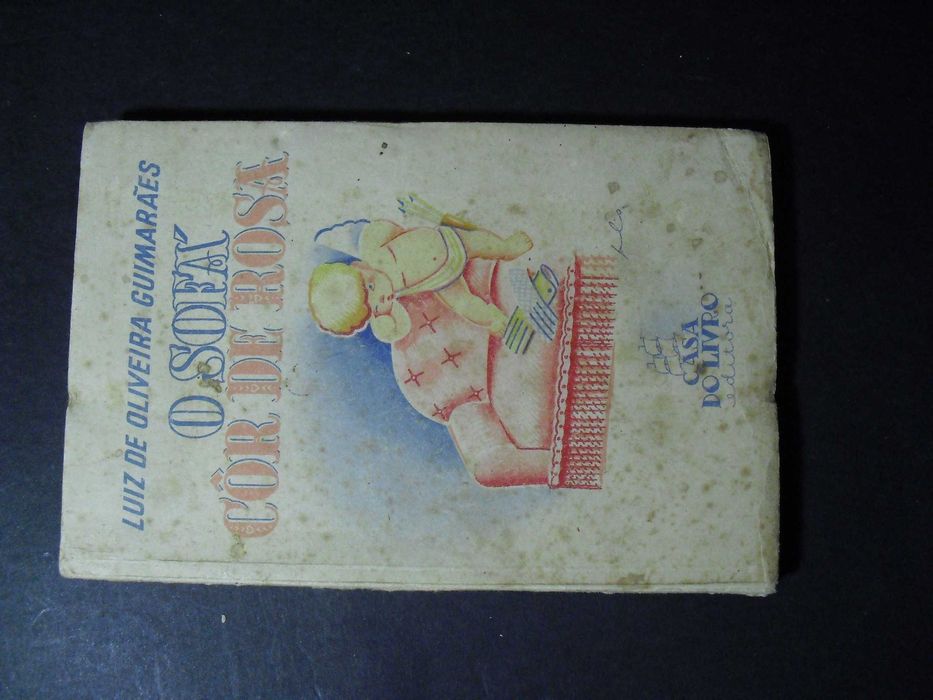 LUIZ DE OLIVEIRA GUIMARÃES
O SOFÁ
CÔR DE ROSA
CASA
DO LIVRO
editora